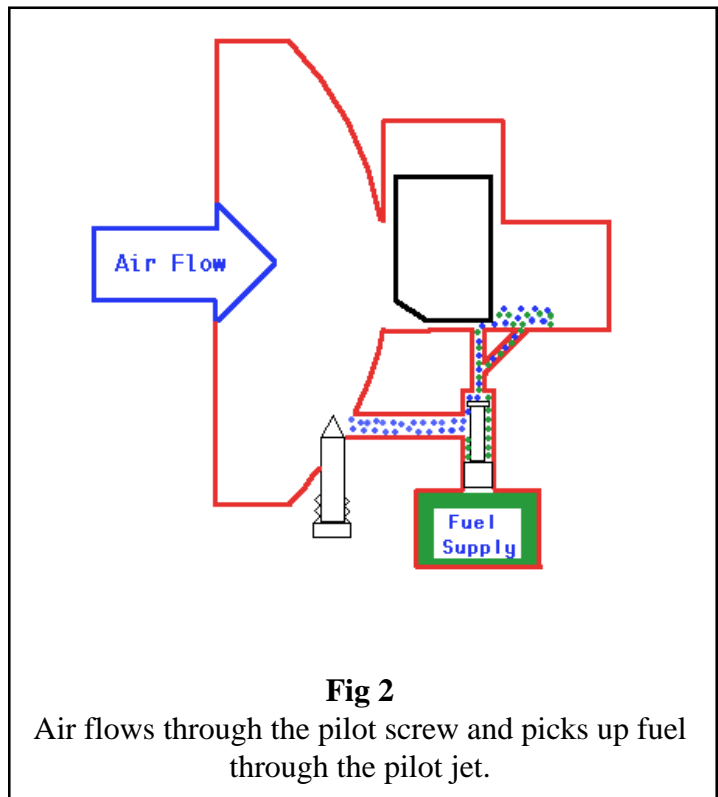 Air Flow
Fuel
Supply
Fig 2
Air flows through the pilot screw and picks up fuel
through the pilot jet.